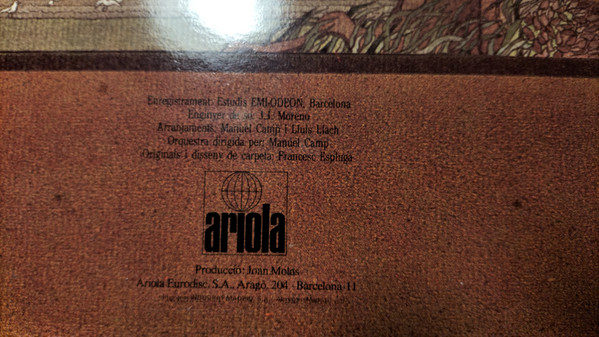 Enregistrament: Estudis EMI-ODEON, Barcelona
Enginyer de so: J.J. Moreno
Arranjaments: Manuel Camp i Lluís Llach
Orquestra dirigida per: Manuel Camp
Originals i disseny de carpeta: Francesc Espluga
ariola
Producció: Joan Molas
Ariola Eurodisc, S.A., Aragó, 204 - Barcelona-11